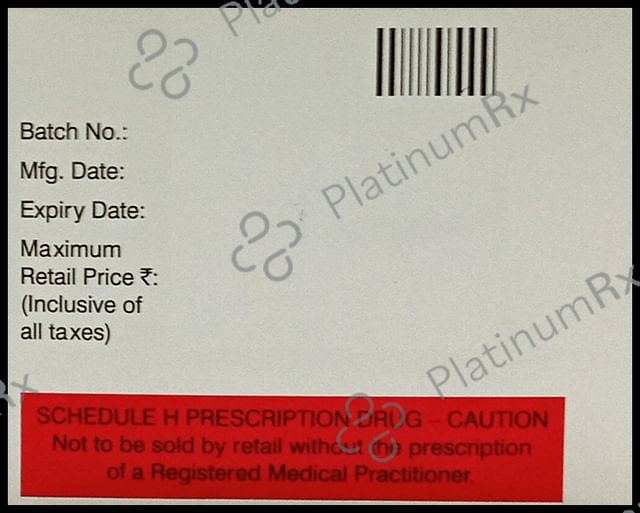 PlatinumRx
Batch No.:
Mfg. Date:
Expiry Date:
Maximum
Retail Price ₹:
(Inclusive of
all taxes)
PlatinumRx
PlatinumRx
SCHEDULE H PRESCRIPTION DRUG – CAUTION
Not to be sold by retail without the prescription
of a Registered Medical Practitioner.